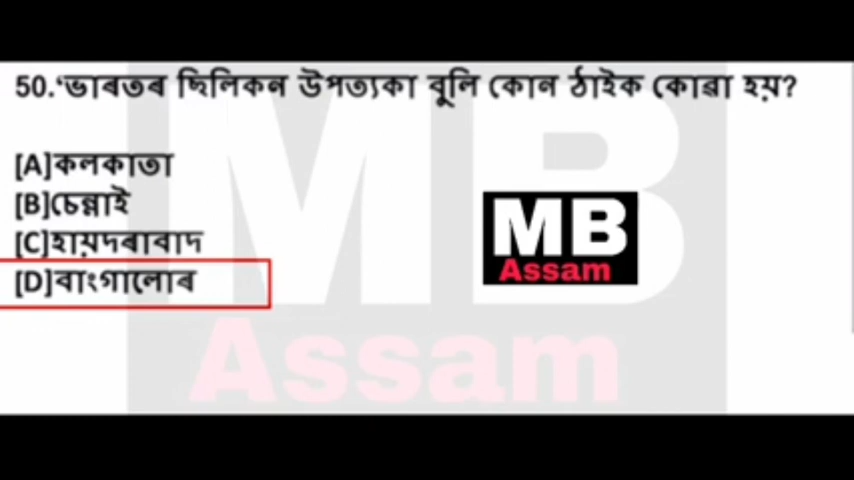 50.‘ভাৰতৰ ছিলিকন উপত্যকা বুলি কোন ঠাইক কোৱা হয়?
[A]কলকাতা
[B]চেন্নাই
[C]হায়দৰাবাদ
[D]বাংগালোৰ
MB
Assam
MB
Assam